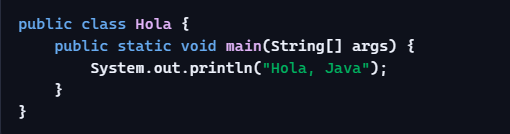 public class Hola {
    public static void main(String[] args) {
        System.out.println("Hola, Java");
    }
}